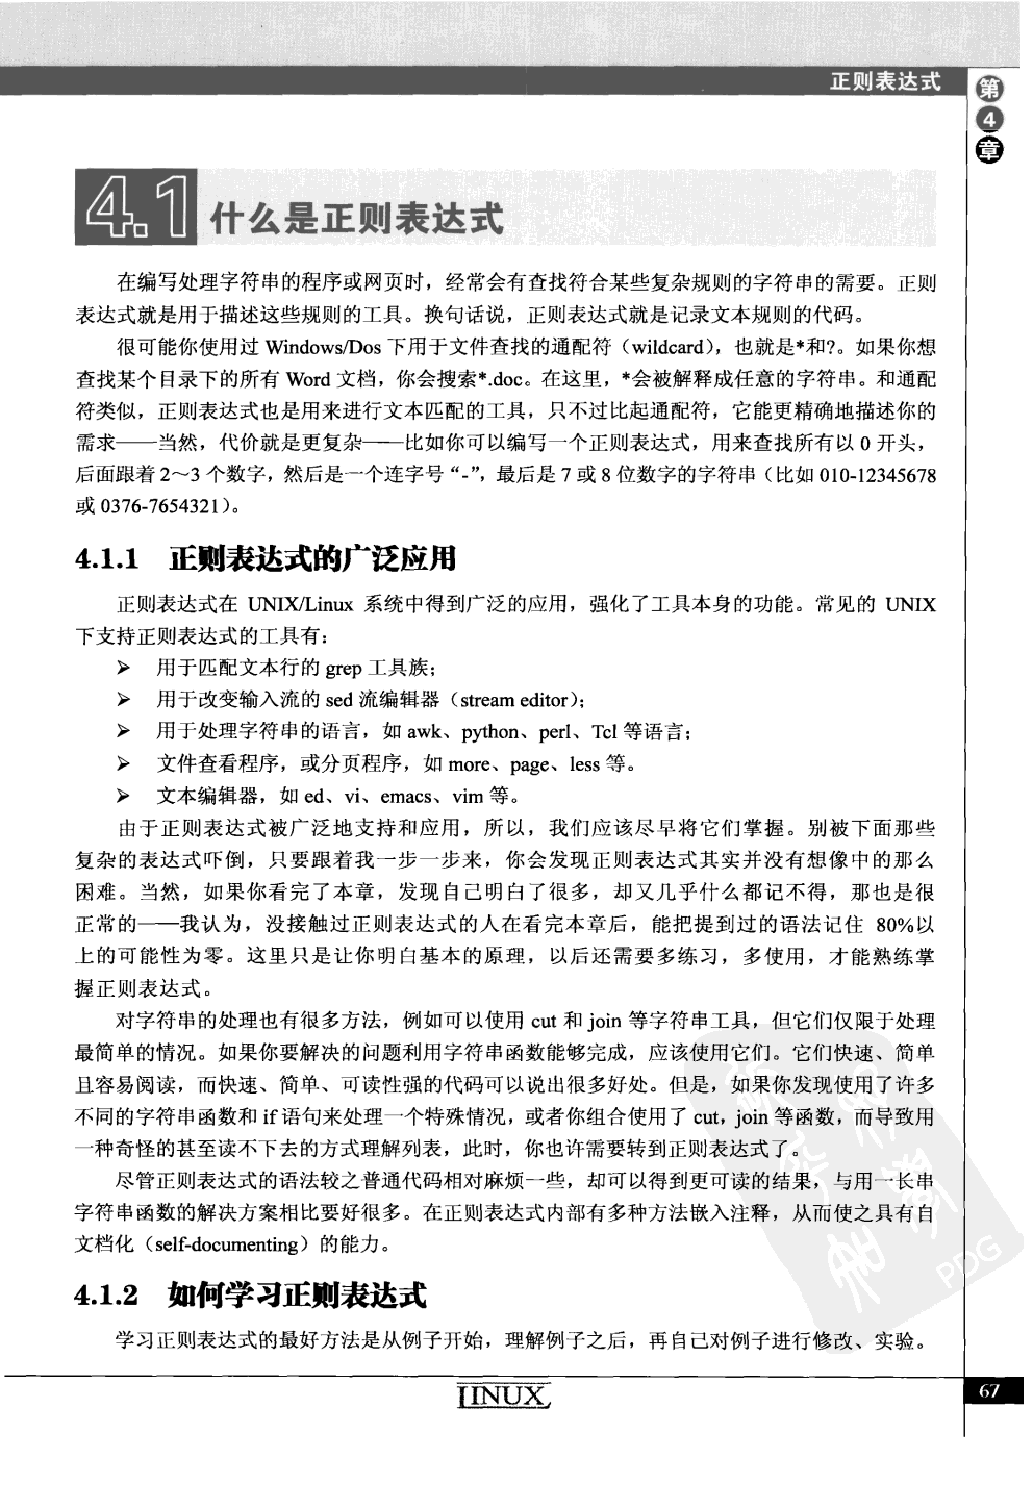 正则表达式
第4章
4.1 什么是正则表达式
在编写处理字符串的程序或网页时，经常会有查找符合某些复杂规则的字符串的需要。正则
表达式就是用于描述这些规则的工具。换句话说，正则表达式就是记录文本规则的代码。
很可能你使用过 Windows/Dos 下用于文件查找的通配符（wildcard），也就是*和?。如果你想
查找某个目录下的所有 Word 文档，你会搜索*.doc。在这里，*会被解释成任意的字符串。和通配
符类似，正则表达式也是用来进行文本匹配的工具，只不过比起通配符，它能更精确地描述你的
需求——当然，代价就是更复杂——比如你可以编写一个正则表达式，用来查找所有以 0 开头，
后面跟着 2～3 个数字，然后是一个连字号“-”，最后是 7 或 8 位数字的字符串（比如 010-12345678
或 0376-7654321）。
4.1.1 正则表达式的广泛应用
正则表达式在 UNIX/Linux 系统中得到广泛的应用，强化了工具本身的功能。常见的 UNIX
下支持正则表达式的工具有：
➢ 用于匹配文本行的 grep 工具族；
➢ 用于改变输入流的 sed 流编辑器（stream editor）；
➢ 用于处理字符串的语言，如 awk、python、perl、Tcl 等语言；
➢ 文件查看程序，或分页程序，如 more、page、less 等。
➢ 文本编辑器，如 ed、vi、emacs、vim 等。
由于正则表达式被广泛地支持和应用，所以，我们应该尽早将它们掌握。别被下面那些
复杂的表达式吓倒，只要跟着我一步一步来，你会发现正则表达式其实并没有想像中的那么
困难。当然，如果你看完了本章，发现自己明白了很多，却又几乎什么都记不得，那也是很
正常的——我认为，没接触过正则表达式的人在看完本章后，能把提到过的语法记住 80%以
上的可能性为零。这里只是让你明白基本的原理，以后还需要多练习，多使用，才能熟练掌
握正则表达式。
对字符串的处理也有很多方法，例如可以使用 cut 和 join 等字符串工具，但它们仅限于处理
最简单的情况。如果你要解决的问题利用字符串函数能够完成，应该使用它们。它们快速、简单
且容易阅读，而快速、简单、可读性强的代码可以说出很多好处。但是，如果你发现使用了许多
不同的字符串函数和 if 语句来处理一个特殊情况，或者你组合使用了 cut，join 等函数，而导致用
一种奇怪的甚至读不下去的方式理解列表，此时，你也许需要转到正则表达式了。
尽管正则表达式的语法较之普通代码相对麻烦一些，却可以得到更可读的结果，与用一长串
字符串函数的解决方案相比要好很多。在正则表达式内部有多种方法嵌入注释，从而使之具有自
文档化（self-documenting）的能力。
PDG
4.1.2 如何学习正则表达式
学习正则表达式的最好方法是从例子开始，理解例子之后，再自己对例子进行修改、实验。
LINUX
67